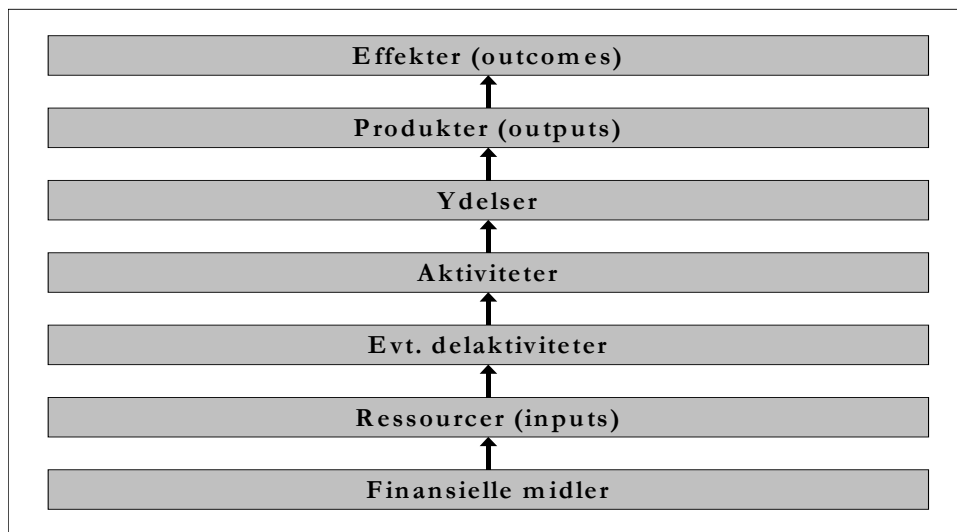 Effekter (outcomes)
Produkter (outputs)
Ydelser
Aktiviteter
Evt. delaktiviteter
Ressourcer (inputs)
Finansielle midler